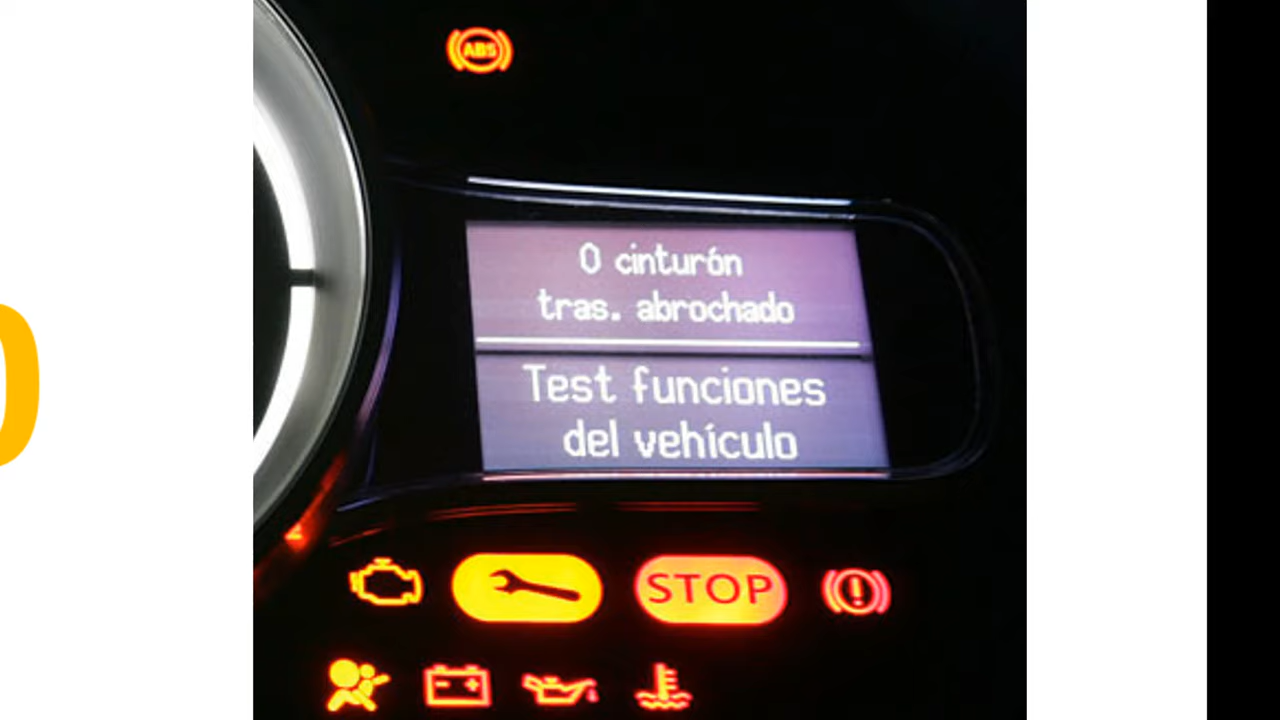 ABS
0 cinturón
tras. abrochado
Test funciones
del vehículo
STOP